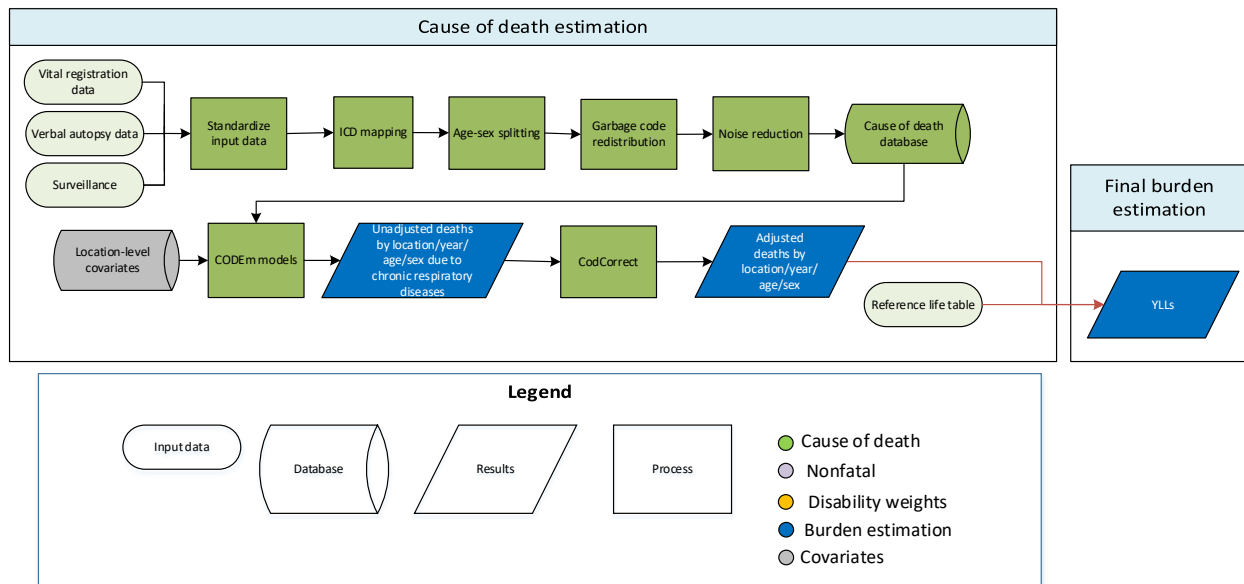 Cause of death estimation
Vital registration
data
Verbal autopsy data
Surveillance
Standardize
input data
ICD mapping
Age-sex splitting
Garbage code
redistribution
Noise reduction
Cause of death
database
Location-level
covariates
CODEm models
Unadjusted deaths
by location/year/
age/sex due to
chronic respiratory
diseases
CodCorrect
Adjusted
deaths by
location/year/
age/sex
Reference life table
Final burden
estimation
YLLs
Legend
Input data
Database
Results
Process
Cause of death
Nonfatal
Disability weights
Burden estimation
Covariates